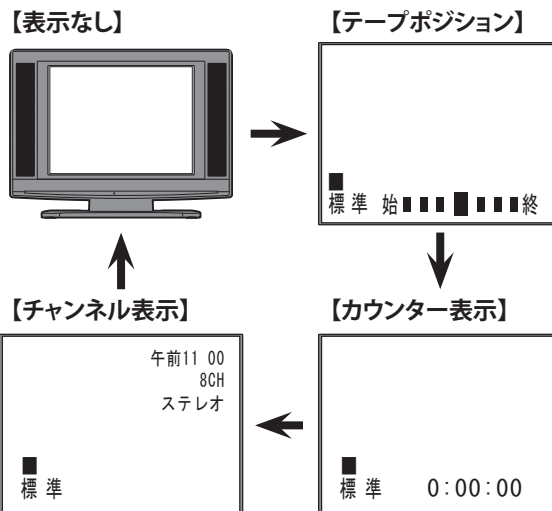 【表示なし】
【テープポジション】
標準 始 終
【チャンネル表示】
午前11 00
8CH
ステレオ
標準
【カウンター表示】
標準 0:00:00